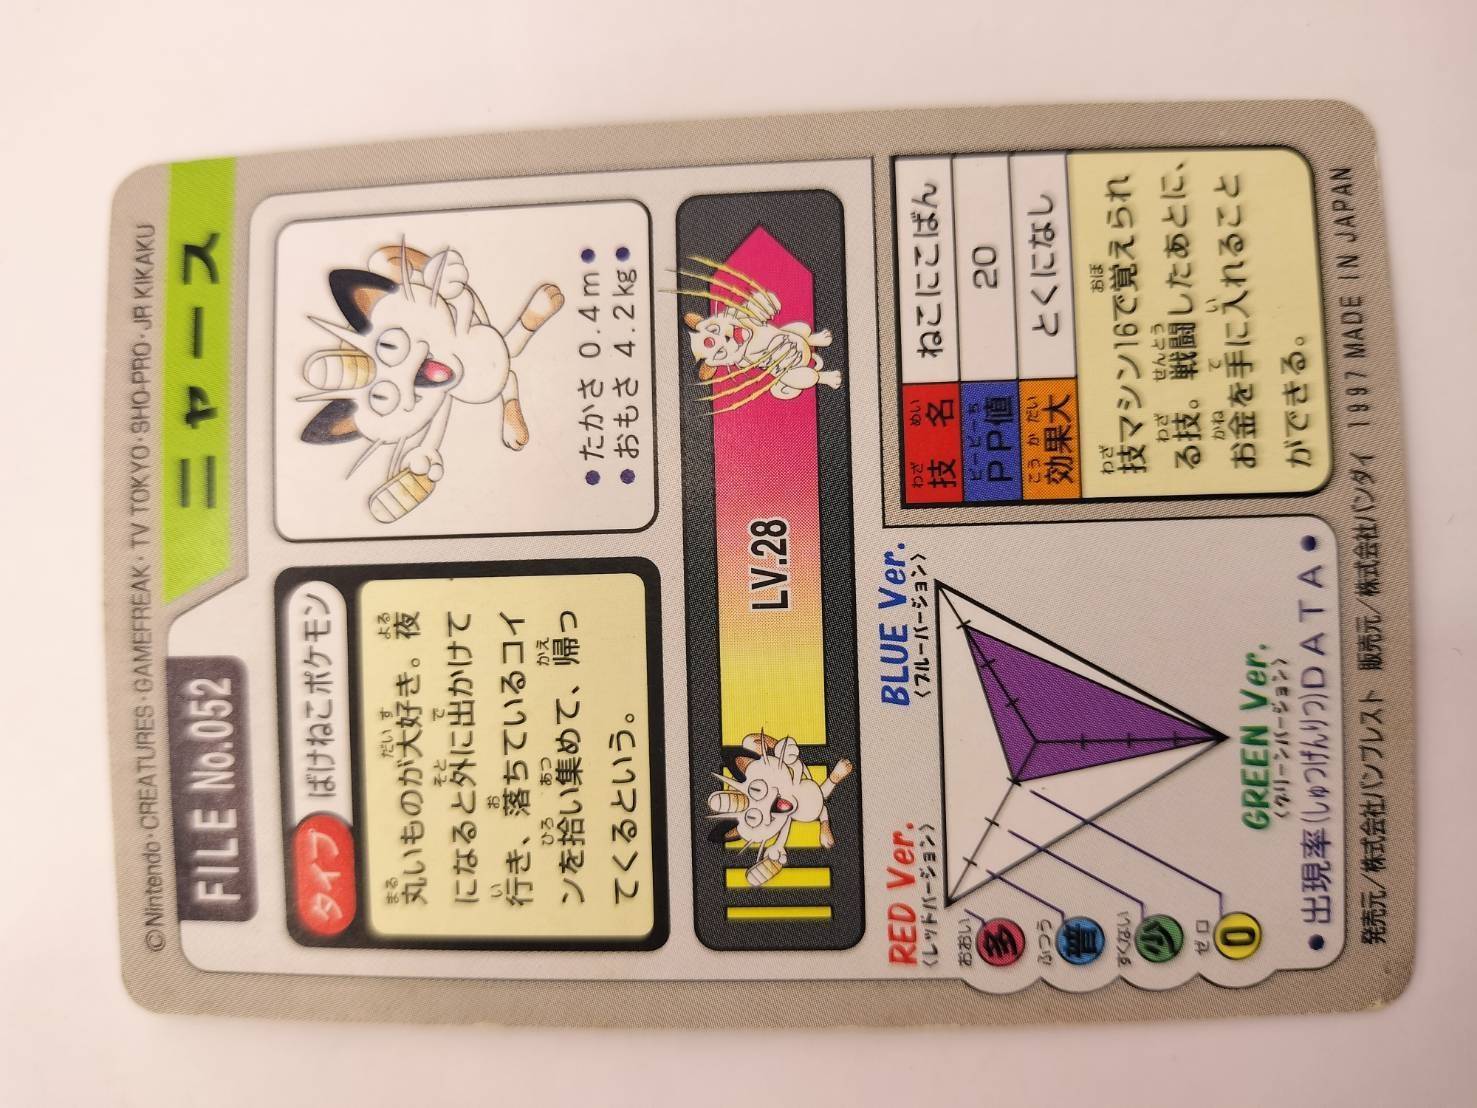 ©Nintendo·CREATURES·GAMEFREAK·TV TOKYO·SHO-PRO·JR KIKAKU
FILE No.052
ニャース
タイプ ばけねこポケモン
丸いものが大好き。夜
になると外に出かけて
行き、落ちているコイ
ンを拾い集めて、帰っ
てくるという。
●たかさ 0.4m●
●おもさ 4.2kg●
LV.28
RED Ver.
〈レッドバージョン〉
BLUE Ver.
〈ブルーバージョン〉
おおい
多
ふつう
普
すくない
少
ゼロ
0
GREEN Ver.
〈グリーンバージョン〉
●出現率(しゅつげんりつ)DATA●
技名 ねこにこばん
PP値 20
効果大 とくになし
技マシン16で覚えられ
る技。戦闘したあとに、
お金を手に入れること
ができる。
発売元／株式会社バンプレスト 販売元／株式会社バンダイ 1997 MADE IN JAPAN